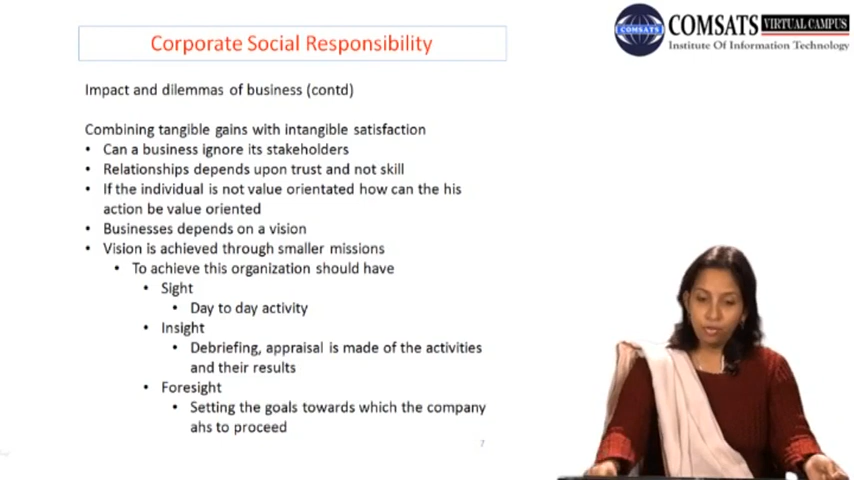 Corporate Social Responsibility
COMSATS
COMSATS VIRTUAL CAMPUS
Institute Of Information Technology
Impact and dilemmas of business (contd)
Combining tangible gains with intangible satisfaction
• Can a business ignore its stakeholders
• Relationships depends upon trust and not skill
• If the individual is not value orientated how can the his
action be value oriented
• Businesses depends on a vision
• Vision is achieved through smaller missions
• To achieve this organization should have
• Sight
• Day to day activity
• Insight
• Debriefing, appraisal is made of the activities
and their results
• Foresight
• Setting the goals towards which the company
ahs to proceed
7